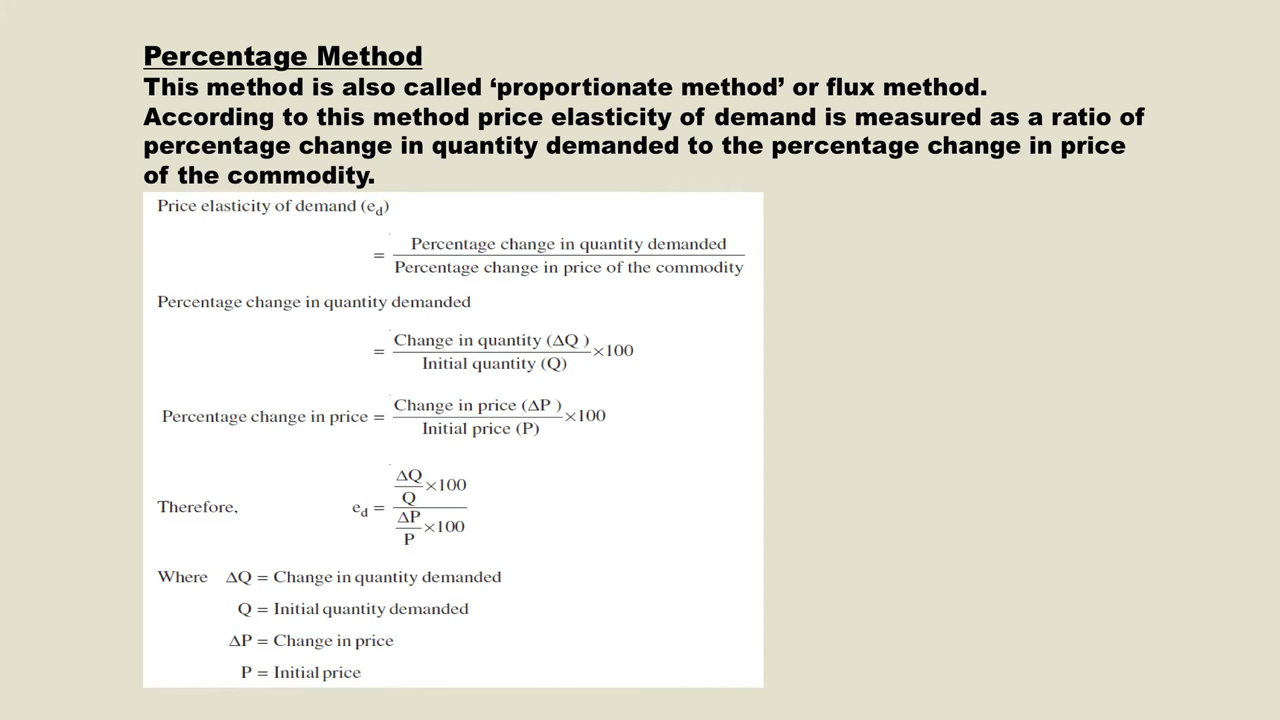 Percentage Method
This method is also called ‘proportionate method’ or flux method.
According to this method price elasticity of demand is measured as a ratio of
percentage change in quantity demanded to the percentage change in price
of the commodity.
Price elasticity of demand (e_d)
= Percentage change in quantity demanded / Percentage change in price of the commodity
Percentage change in quantity demanded
= Change in quantity (ΔQ ) / Initial quantity (Q) ×100
Percentage change in price = Change in price (ΔP ) / Initial price (P) ×100
Therefore, e_d = ΔQ/Q ×100 / ΔP/P ×100
Where ΔQ = Change in quantity demanded
Q = Initial quantity demanded
ΔP = Change in price
P = Initial price